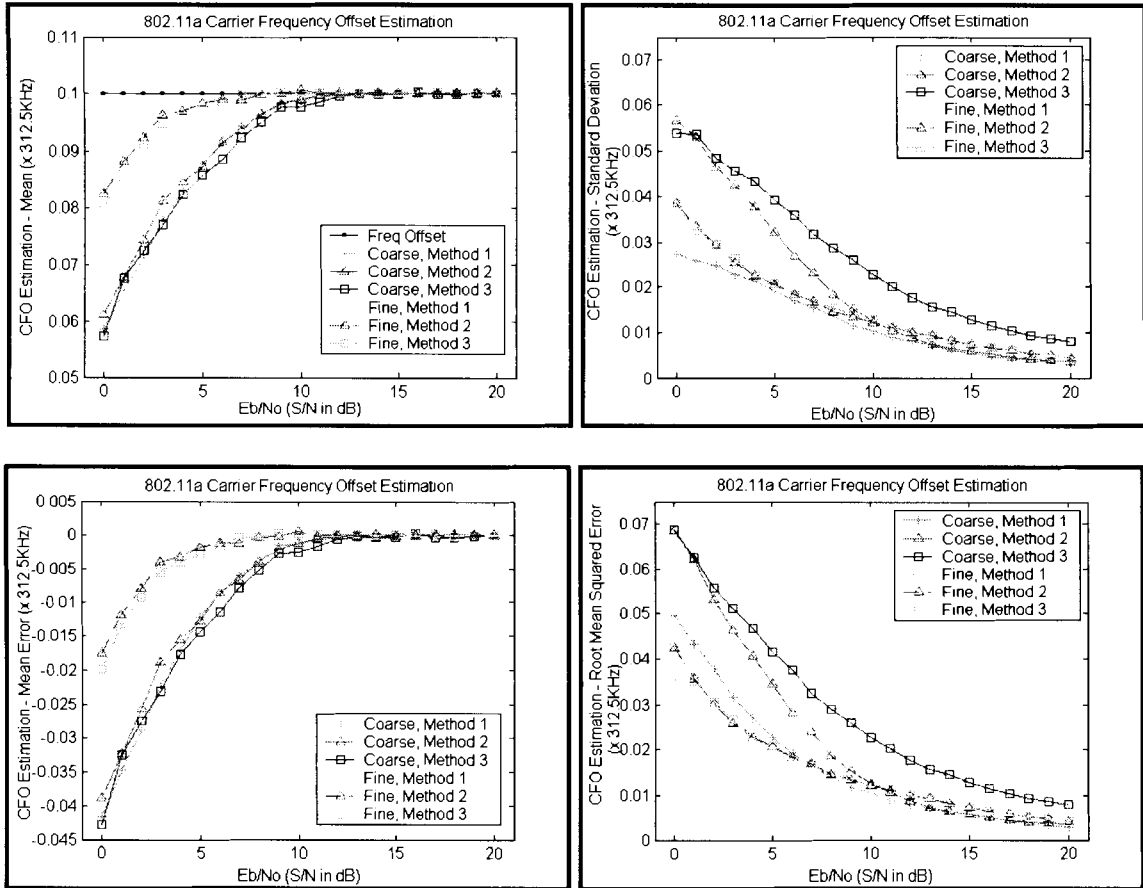 802.11a Carrier Frequency Offset Estimation
0.11
0.1
0.09
0.08
0.07
0.06
0.05
CFO Estimation - Mean (x 312.5KHz)
Freq Offset
Coarse, Method 1
Coarse, Method 2
Coarse, Method 3
Fine, Method 1
Fine, Method 2
Fine, Method 3
0 5 10 15 20
Eb/No (S/N in dB)
802.11a Carrier Frequency Offset Estimation
0.07
0.06
0.05
0.04
0.03
0.02
0.01
0
CFO Estimation - Standard Deviation
(x 312.5KHz)
Coarse, Method 1
Coarse, Method 2
Coarse, Method 3
Fine, Method 1
Fine, Method 2
Fine, Method 3
0 5 10 15 20
Eb/No (S/N in dB)
802.11a Carrier Frequency Offset Estimation
0.005
0
-0.005
-0.01
-0.015
-0.02
-0.025
-0.03
-0.035
-0.04
-0.045
CFO Estimation - Mean Error (x 312.5KHz)
Coarse, Method 1
Coarse, Method 2
Coarse, Method 3
Fine, Method 1
Fine, Method 2
Fine, Method 3
0 5 10 15 20
Eb/No (S/N in dB)
802.11a Carrier Frequency Offset Estimation
0.07
0.06
0.05
0.04
0.03
0.02
0.01
0
CFO Estimation - Root Mean Squared Error
(x 312.5KHz)
Coarse, Method 1
Coarse, Method 2
Coarse, Method 3
Fine, Method 1
Fine, Method 2
Fine, Method 3
0 5 10 15 20
Eb/No (S/N in dB)